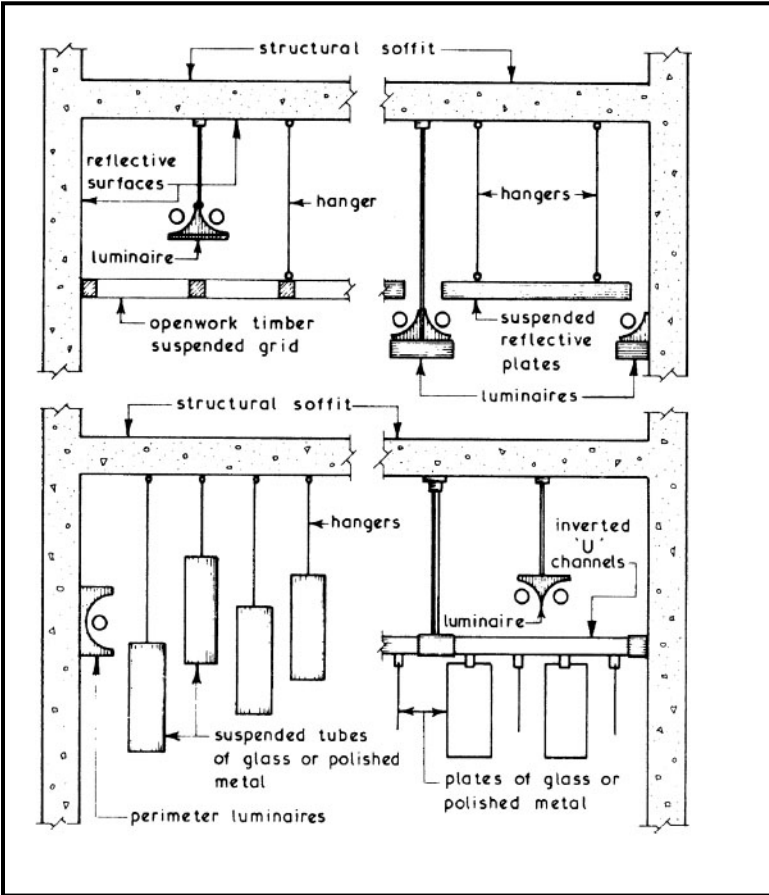 structural soffit
reflective
surfaces
hanger
hangers
luminaire
openwork timber
suspended grid
suspended
reflective
plates
luminaires
structural soffit
hangers
inverted
'U'
channels
luminaire
suspended tubes
of glass or polished
metal
plates of glass or
polished metal
perimeter luminaires